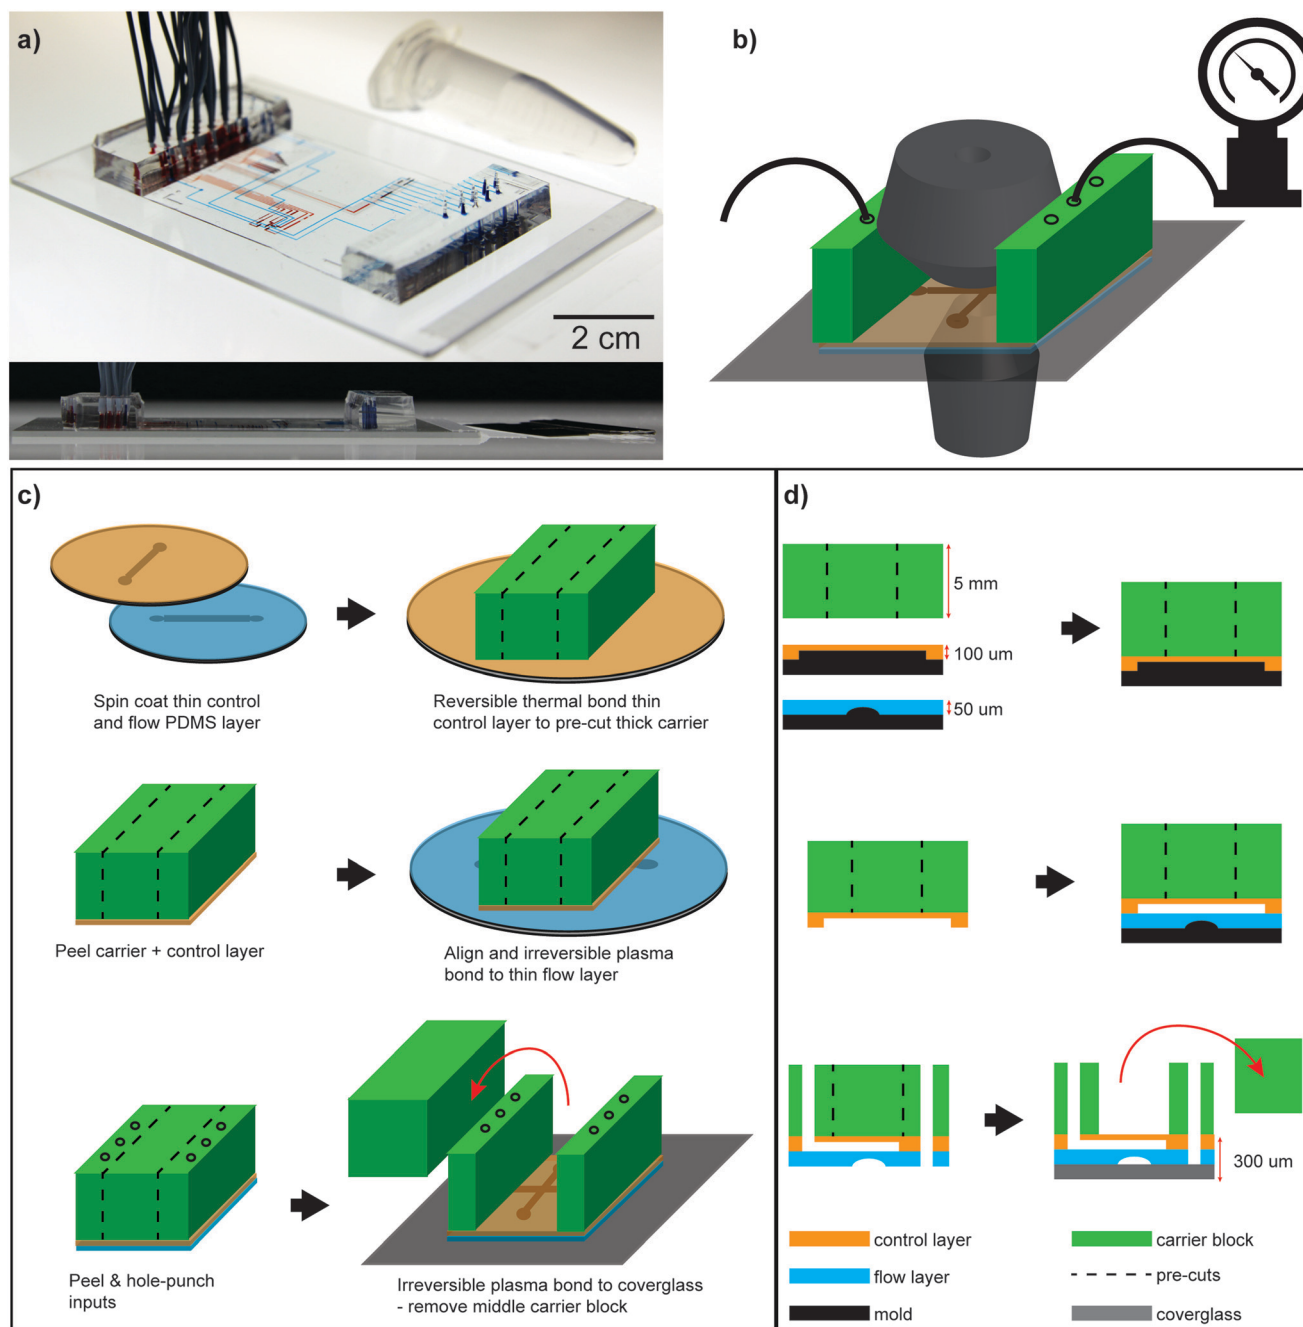 a)
2 cm
b)
c)
Spin coat thin control
and flow PDMS layer
Reversible thermal bond thin
control layer to pre-cut thick carrier
Peel carrier + control layer
Align and irreversible plasma
bond to thin flow layer
Peel & hole-punch
inputs
Irreversible plasma bond to coverglass
- remove middle carrier block
d)
5 mm
100 um
50 um
300 um
control layer
carrier block
flow layer
pre-cuts
mold
coverglass